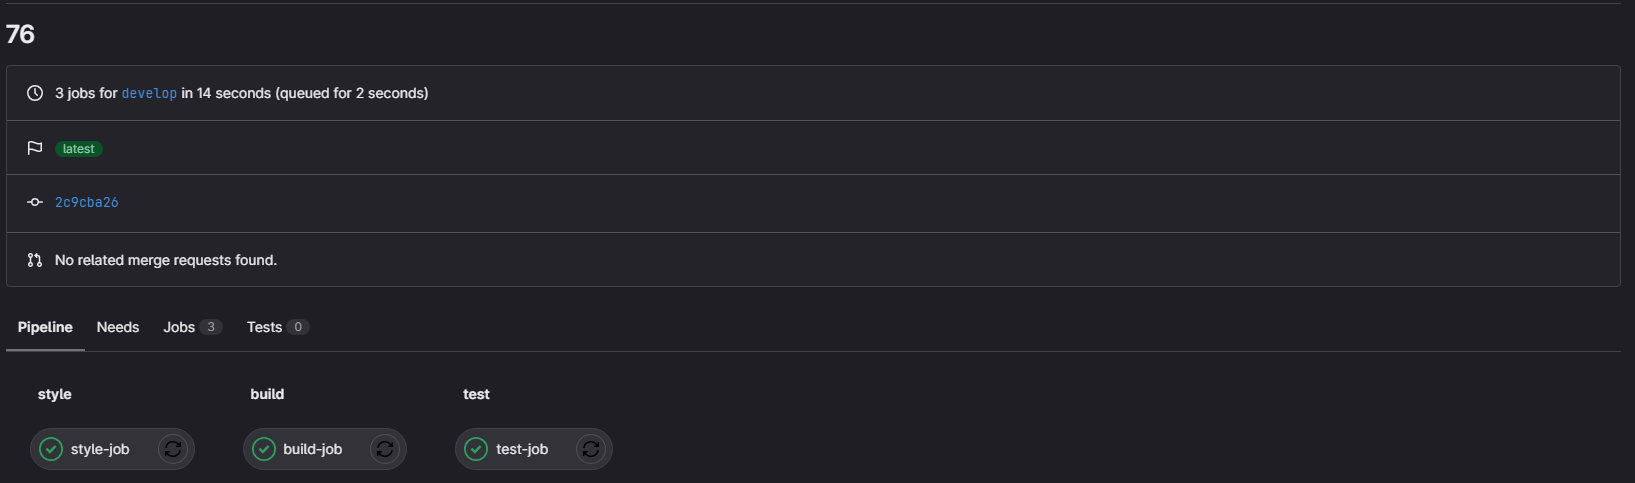 76
3 jobs for develop in 14 seconds (queued for 2 seconds)
latest
2c9cba26
No related merge requests found.
Pipeline Needs Jobs 3 Tests 0
style build test
style-job build-job test-job